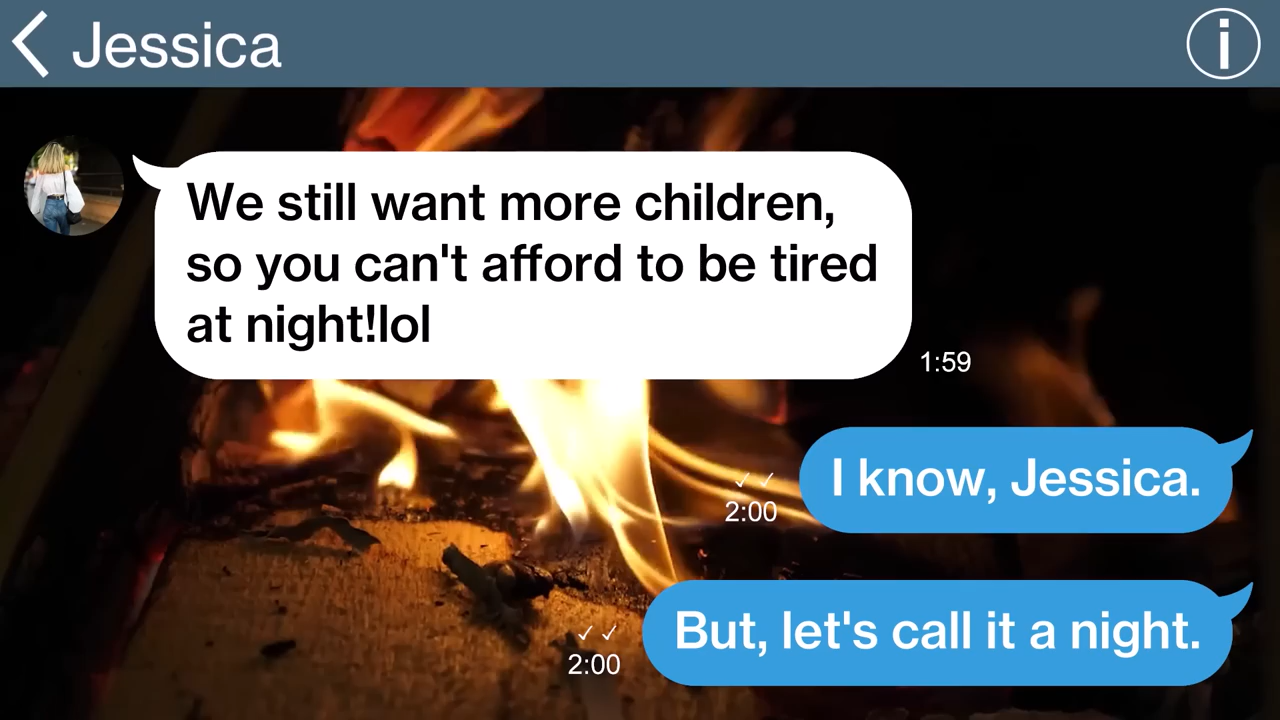 Jessica
We still want more children,
so you can't afford to be tired
at night!lol
1:59
I know, Jessica.
2:00
But, let's call it a night.
2:00